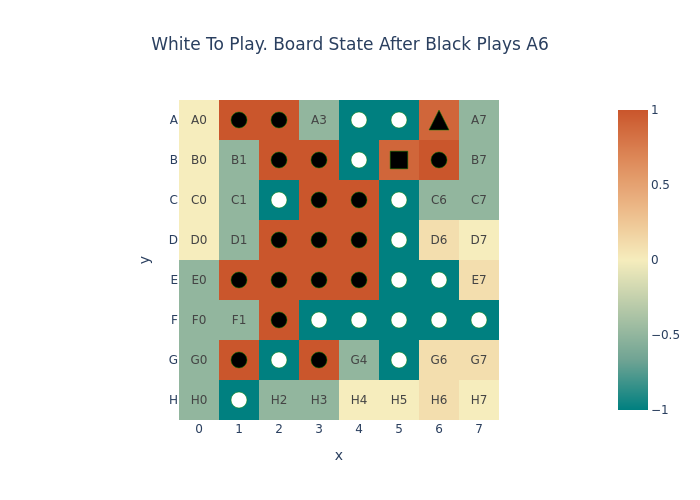 White To Play. Board State After Black Plays A6
A A0 A3 A7
B B0 B1 B7
C C0 C1 C6 C7
D D0 D1 D6 D7
E E0 E7
F F0 F1
G G0 G4 G6 G7
H H0 H2 H3 H4 H5 H6 H7
0 1 2 3 4 5 6 7
x
y
1
0.5
0
−0.5
−1